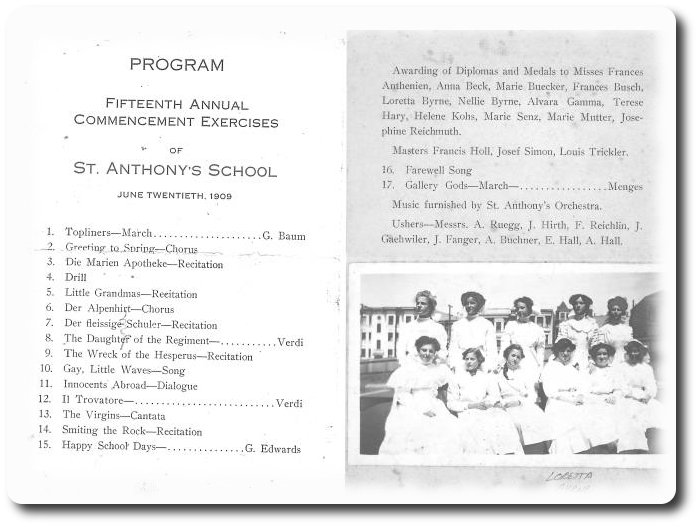 PROGRAM
FIFTEENTH ANNUAL
COMMENCEMENT EXERCISES
OF
ST. ANTHONY'S SCHOOL
JUNE TWENTIETH, 1909
1. Topliners—March.....................G. Baum
2. Greeting to Spring—Chorus
3. Die Marien Apotheke—Recitation
4. Drill
5. Little Grandmas—Recitation
6. Der Alpenhirt—Chorus
7. Der fleissige Schuler—Recitation
8. The Daughter of the Regiment—...........Verdi
9. The Wreck of the Hesperus—Recitation
10. Gay, Little Waves—Song
11. Innocents Abroad—Dialogue
12. Il Trovatore—...........................Verdi
13. The Virgins—Cantata
14. Smiting the Rock—Recitation
15. Happy School Days—...............G. Edwards
Awarding of Diplomas and Medals to Misses Frances
Anthenien, Anna Beck, Marie Buecker, Frances Busch,
Loretta Byrne, Nellie Byrne, Alvara Gamma, Terese
Hary, Helene Kohs, Marie Senz, Marie Mutter, Jose-
phine Reichmuth.
Masters Francis Holl, Josef Simon, Louis Trickler.
16. Farewell Song
17. Gallery Gods—March—.................Menges
Music furnished by St. Anthony's Orchestra.
Ushers—Messrs. A. Ruegg, J. Hirth, F. Reichlin, J.
Gaehwiler, J. Fanger, A. Buchner, E. Hall, A. Hall.
LORETTA